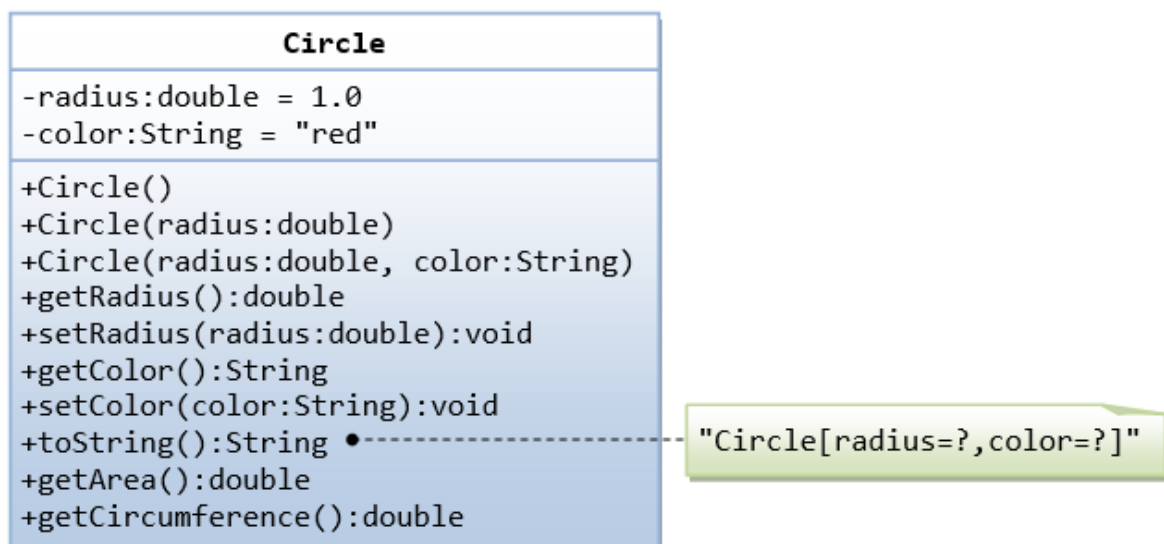 Circle
-radius:double = 1.0
-color:String = "red"
+Circle()
+Circle(radius:double)
+Circle(radius:double, color:String)
+getRadius():double
+setRadius(radius:double):void
+getColor():String
+setColor(color:String):void
+toString():String
"Circle[radius=?,color=?]"
+getArea():double
+getCircumference():double